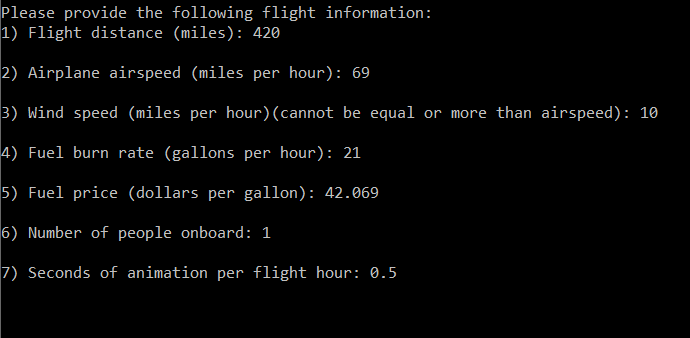 Please provide the following flight information:
1) Flight distance (miles): 420
2) Airplane airspeed (miles per hour): 69
3) Wind speed (miles per hour)(cannot be equal or more than airspeed): 10
4) Fuel burn rate (gallons per hour): 21
5) Fuel price (dollars per gallon): 42.069
6) Number of people onboard: 1
7) Seconds of animation per flight hour: 0.5